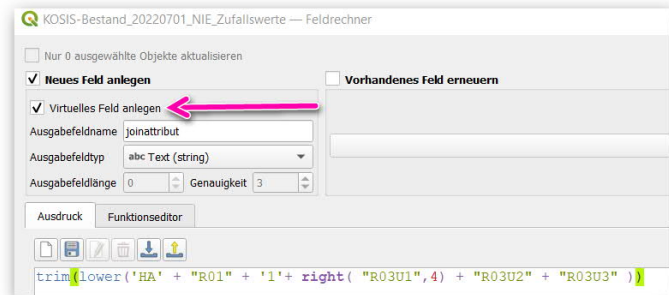 KOSIS-Bestand_20220701_NIE_Zufallswerte — Feldrechner
Nur 0 ausgewählte Objekte aktualisieren
Neues Feld anlegen
Vorhandenes Feld erneuern
Virtuelles Feld anlegen
Ausgabefeldname joinattribut
Ausgabefeldtyp abc Text (string)
Ausgabefeldlänge 0 Genauigkeit 3
Ausdruck Funktionseditor
trim(lower('HA' + "R01" + '1'+ right( "R03U1",4) + "R03U2" + "R03U3" ))